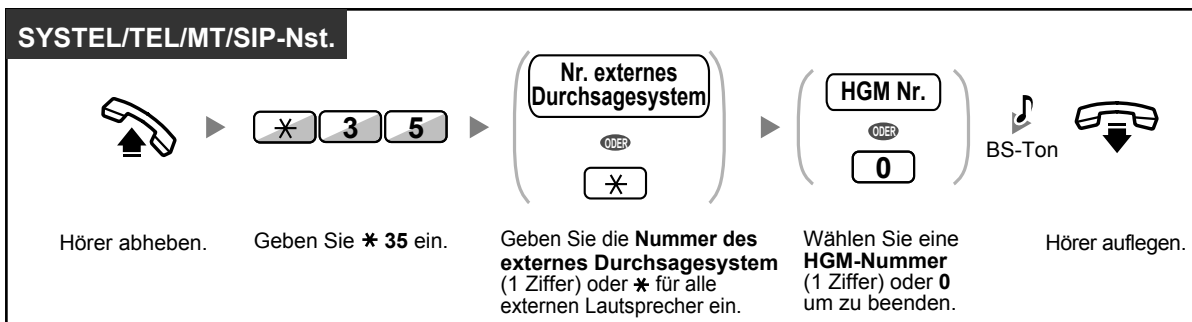 SYSTEL/TEL/MT/SIP-Nst.
Nr. externes
Durchsagesystem
ODER
✳
HGM Nr.
ODER
0
✳ 3 5
BS-Ton
Hörer abheben.
Geben Sie ✳ 35 ein.
Geben Sie die Nummer des
externes Durchsagesystem
(1 Ziffer) oder ✳ für alle
externen Lautsprecher ein.
Wählen Sie eine
HGM-Nummer
(1 Ziffer) oder 0
um zu beenden.
Hörer auflegen.